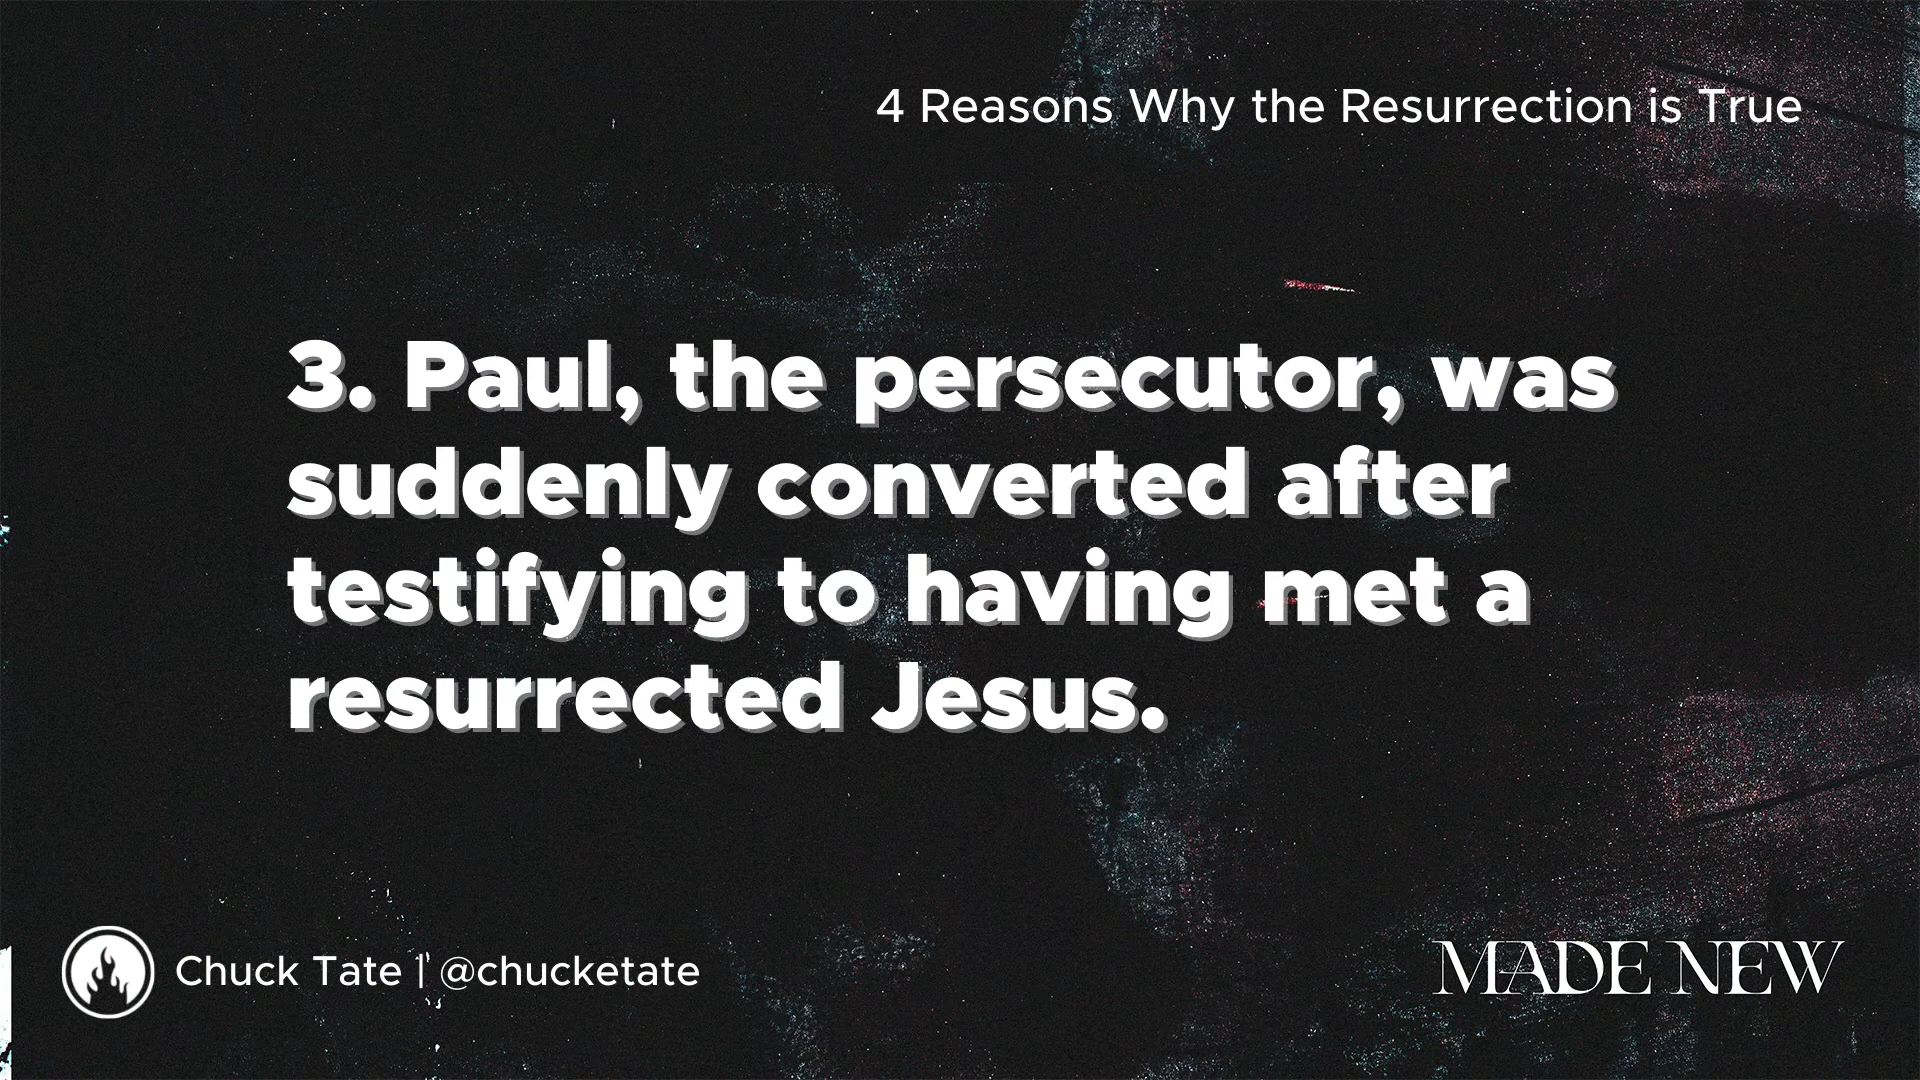 4 Reasons Why the Resurrection is True
3. Paul, the persecutor, was
suddenly converted after
testifying to having met a
resurrected Jesus.
Chuck Tate | @chucketate
MADE NEW